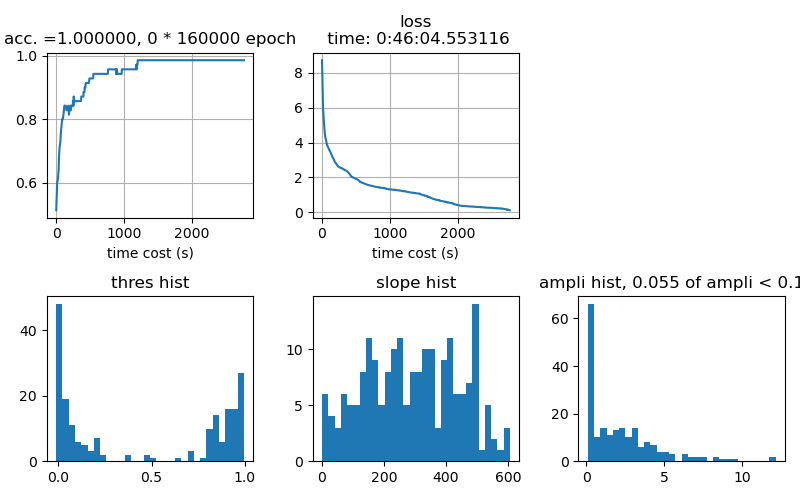 acc. =1.000000, 0 * 160000 epoch
1.0
0.8
0.6
0 1000 2000
time cost (s)
loss
time: 0:46:04.553116
8
6
4
2
0
0 1000 2000
time cost (s)
thres hist
40
20
0
0.0 0.5 1.0
slope hist
10
5
0
0 200 400 600
ampli hist, 0.055 of ampli < 0.1
60
40
20
0
0 5 10